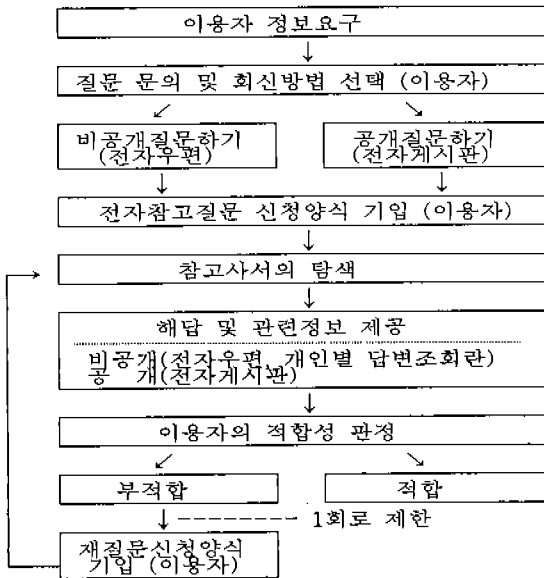 이용자 정보요구
질문 문의 및 회신방법 선택 (이용자)
비공개질문하기
(전자우편)
공개질문하기
(전자게시판)
전자참고질문 신청양식 기입 (이용자)
참고사서의 탐색
해답 및 관련정보 제공
비공개(전자우편, 개인별 답변조회란)
공 개(전자게시판)
이용자의 적합성 판정
부적합
적합
1회로 제한
재질문신청양식
기입 (이용자)